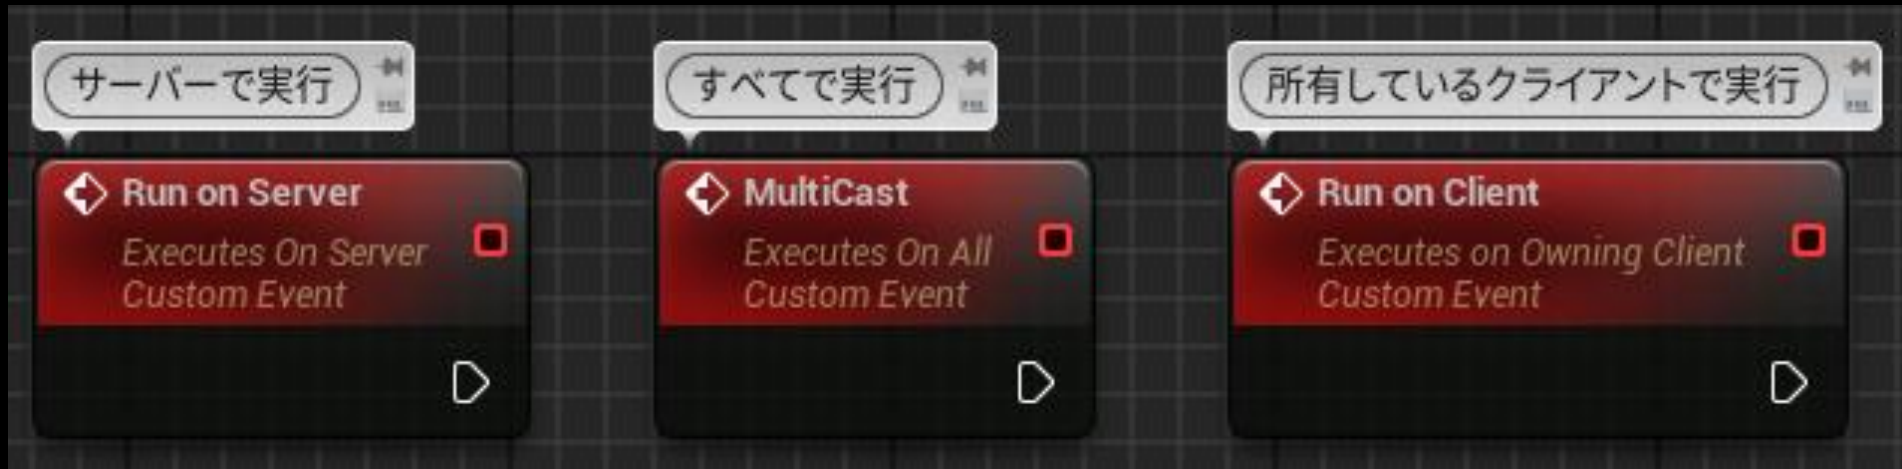 サーバーで実行
すべてで実行
所有しているクライアントで実行
Run on Server
Executes On Server
Custom Event
MultiCast
Executes On All
Custom Event
Run on Client
Executes on Owning Client
Custom Event